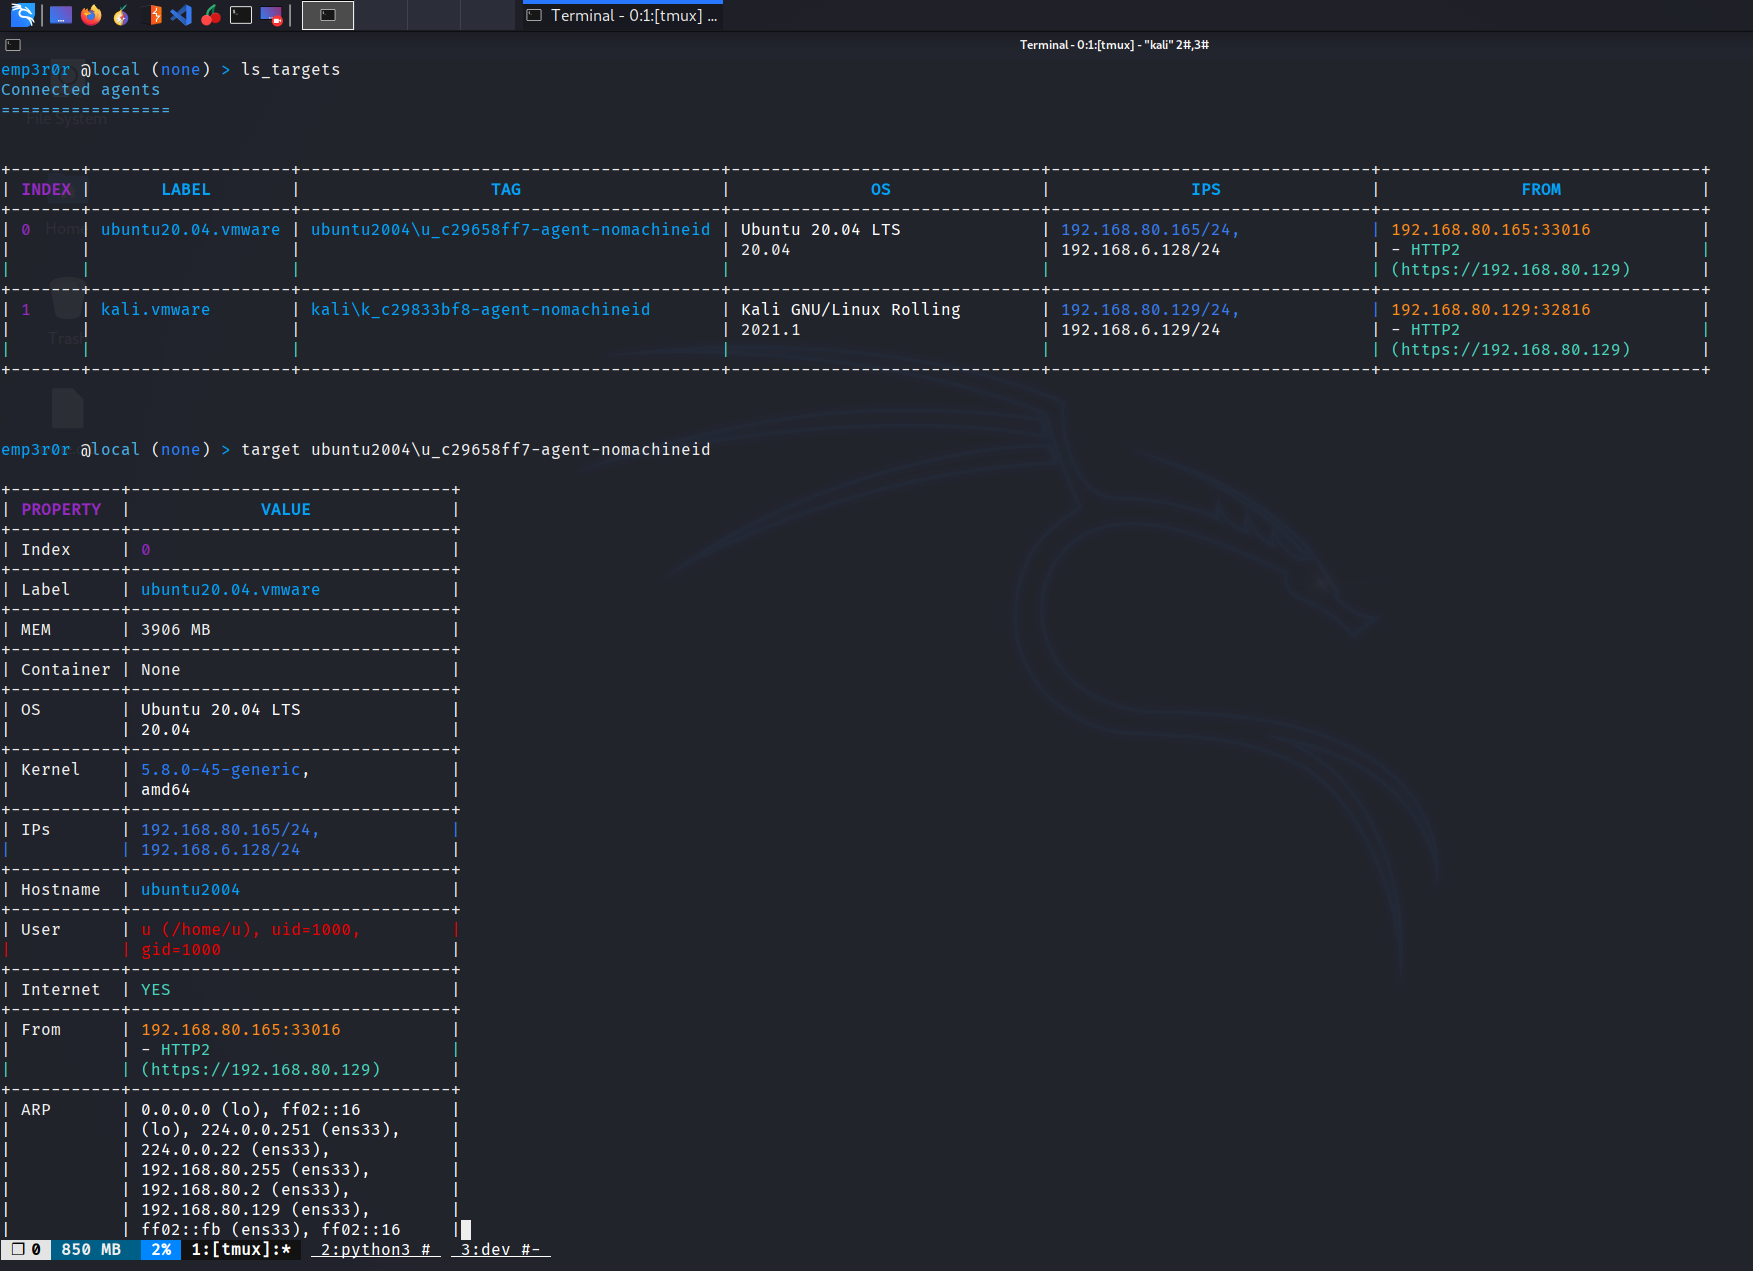 Terminal - 0:1:[tmux] ...
Terminal - 0:1:[tmux] - "kali" 2#,3#
emp3r0r @local (none) > ls_targets
Connected agents
=================
File System
+-------+--------------------+------------------------------------------+-------------------------------+--------------------------------+--------------------------------+
| INDEX | LABEL | TAG | OS | IPS | FROM |
+-------+--------------------+------------------------------------------+-------------------------------+--------------------------------+--------------------------------+
| 0 | ubuntu20.04.vmware | ubuntu2004\u_c29658ff7-agent-nomachineid | Ubuntu 20.04 LTS | 192.168.80.165/24, | 192.168.80.165:33016 |
Home
| | | | 20.04 | 192.168.6.128/24 | - HTTP2 |
| | | | | | (https://192.168.80.129) |
+-------+--------------------+------------------------------------------+-------------------------------+--------------------------------+--------------------------------+
| 1 | kali.vmware | kali\k_c29833bf8-agent-nomachineid | Kali GNU/Linux Rolling | 192.168.80.129/24, | 192.168.80.129:32816 |
| | | | 2021.1 | 192.168.6.129/24 | - HTTP2 |
Trash
| | | | | | (https://192.168.80.129) |
+-------+--------------------+------------------------------------------+-------------------------------+--------------------------------+--------------------------------+
emp3r0r @local (none) > target ubuntu2004\u_c29658ff7-agent-nomachineid
+-----------+--------------------------------+
| PROPERTY | VALUE |
+-----------+--------------------------------+
| Index | 0 |
+-----------+--------------------------------+
| Label | ubuntu20.04.vmware |
+-----------+--------------------------------+
| MEM | 3906 MB |
+-----------+--------------------------------+
| Container | None |
+-----------+--------------------------------+
| OS | Ubuntu 20.04 LTS |
| | 20.04 |
+-----------+--------------------------------+
| Kernel | 5.8.0-45-generic, |
| | amd64 |
+-----------+--------------------------------+
| IPs | 192.168.80.165/24, |
| | 192.168.6.128/24 |
+-----------+--------------------------------+
| Hostname | ubuntu2004 |
+-----------+--------------------------------+
| User | u (/home/u), uid=1000, |
| | gid=1000 |
+-----------+--------------------------------+
| Internet | YES |
+-----------+--------------------------------+
| From | 192.168.80.165:33016 |
| | - HTTP2 |
| | (https://192.168.80.129) |
+-----------+--------------------------------+
| ARP | 0.0.0.0 (lo), ff02::16 |
| | (lo), 224.0.0.251 (ens33), |
| | 224.0.0.22 (ens33), |
| | 192.168.80.255 (ens33), |
| | 192.168.80.2 (ens33), |
| | 192.168.80.129 (ens33), |
| | ff02::fb (ens33), ff02::16 |
❐ 0 850 MB 2% 1:[tmux]:* 2:python3 # 3:dev #-